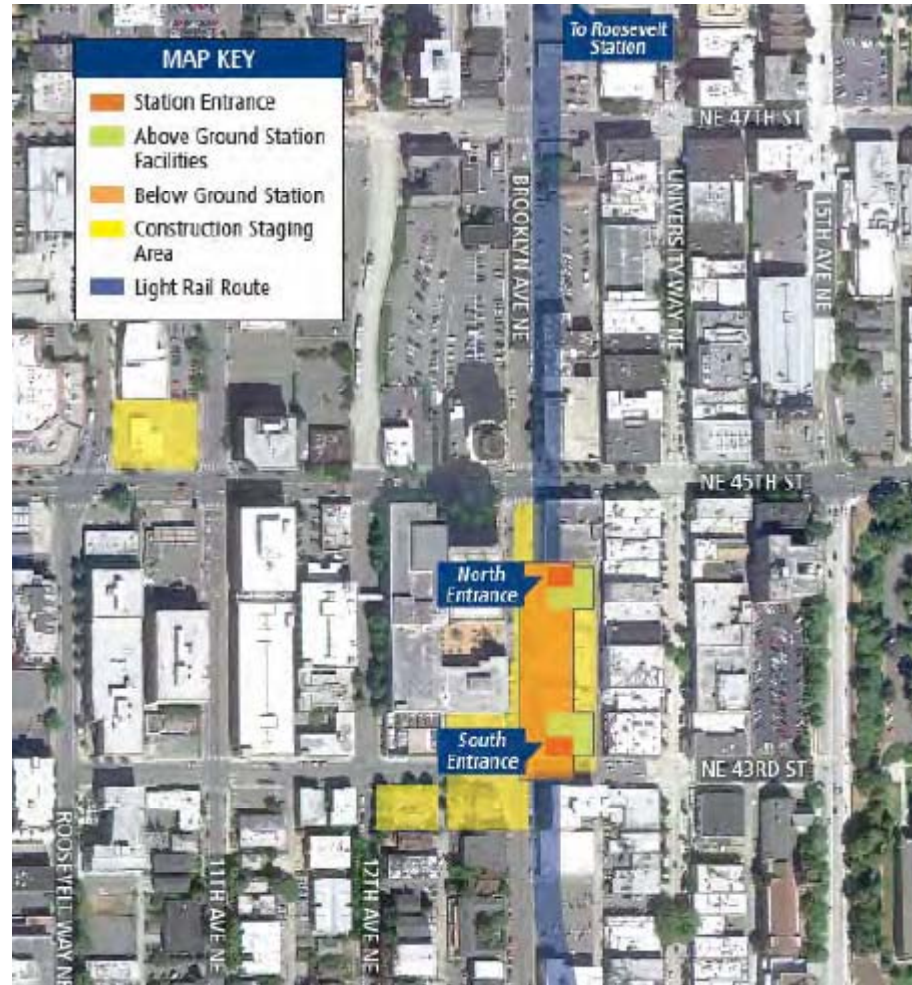 To Roosevelt
Station
MAP KEY
Station Entrance
Above Ground Station
Facilities
Below Ground Station
Construction Staging
Area
Light Rail Route
NE 47TH ST
BROOKLYN AVE NE
UNIVERSITY WAY NE
15TH AVE NE
NE 45TH ST
North
Entrance
South
Entrance
NE 43RD ST
ROOSEVELT WAY N
11TH AVE NE
12TH AVE NE